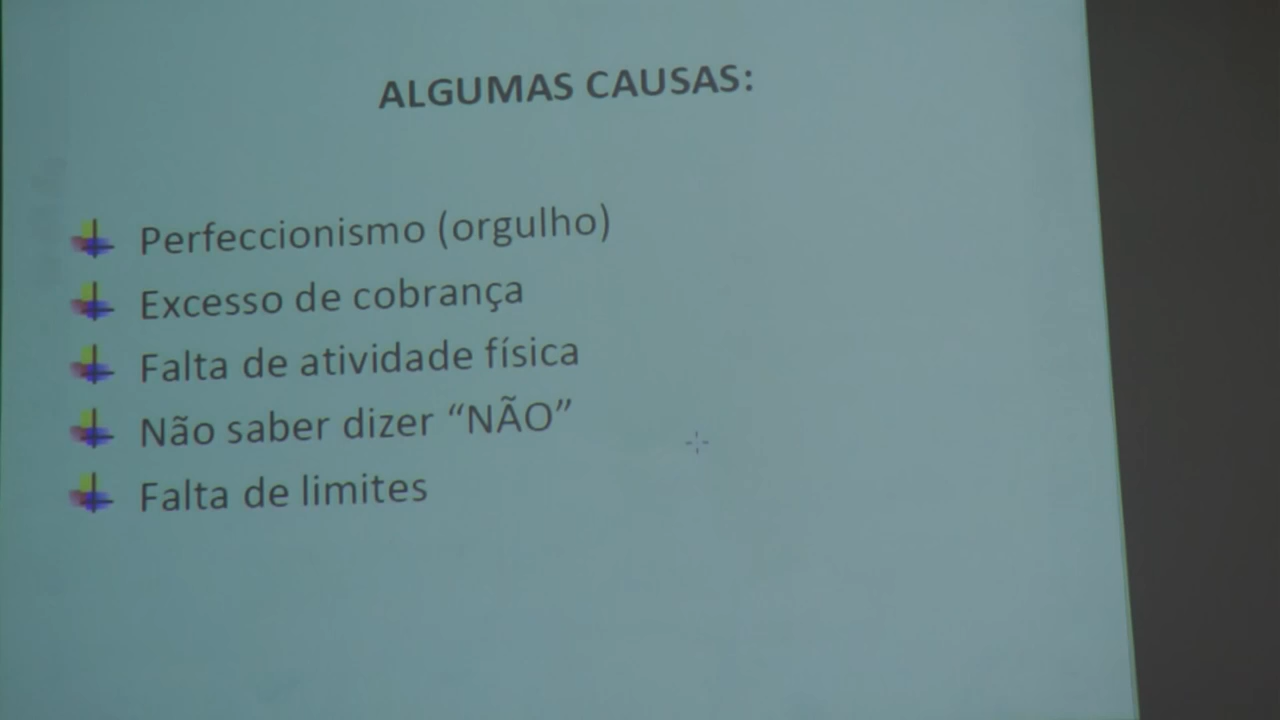 ALGUMAS CAUSAS:
Perfeccionismo (orgulho)
Excesso de cobrança
Falta de atividade física
Não saber dizer “NÃO”
Falta de limites